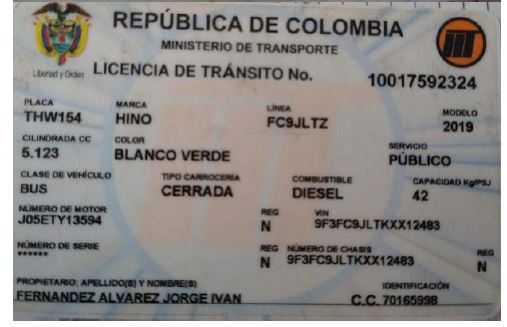 REPÚBLICA DE COLOMBIA
MINISTERIO DE TRANSPORTE
Libertad y Orden
LICENCIA DE TRÁNSITO No. 10017592324
PLACA MARCA LÍNEA MODELO
THW154 HINO FC9JLTZ 2019
CILINDRADA CC COLOR SERVICIO
5.123 BLANCO VERDE PÚBLICO
CLASE DE VEHÍCULO TIPO CARROCERÍA COMBUSTIBLE CAPACIDAD Kg/PSJ
BUS CERRADA DIESEL 42
NÚMERO DE MOTOR REG VIN
J05ETY13594 N 9F3FC9JLTKXX12483
NÚMERO DE SERIE REG NÚMERO DE CHASIS REG
****** N 9F3FC9JLTKXX12483 N
PROPIETARIO: APELLIDO(S) Y NOMBRE(S) IDENTIFICACIÓN
FERNANDEZ ALVAREZ JORGE IVAN C.C. 70165998